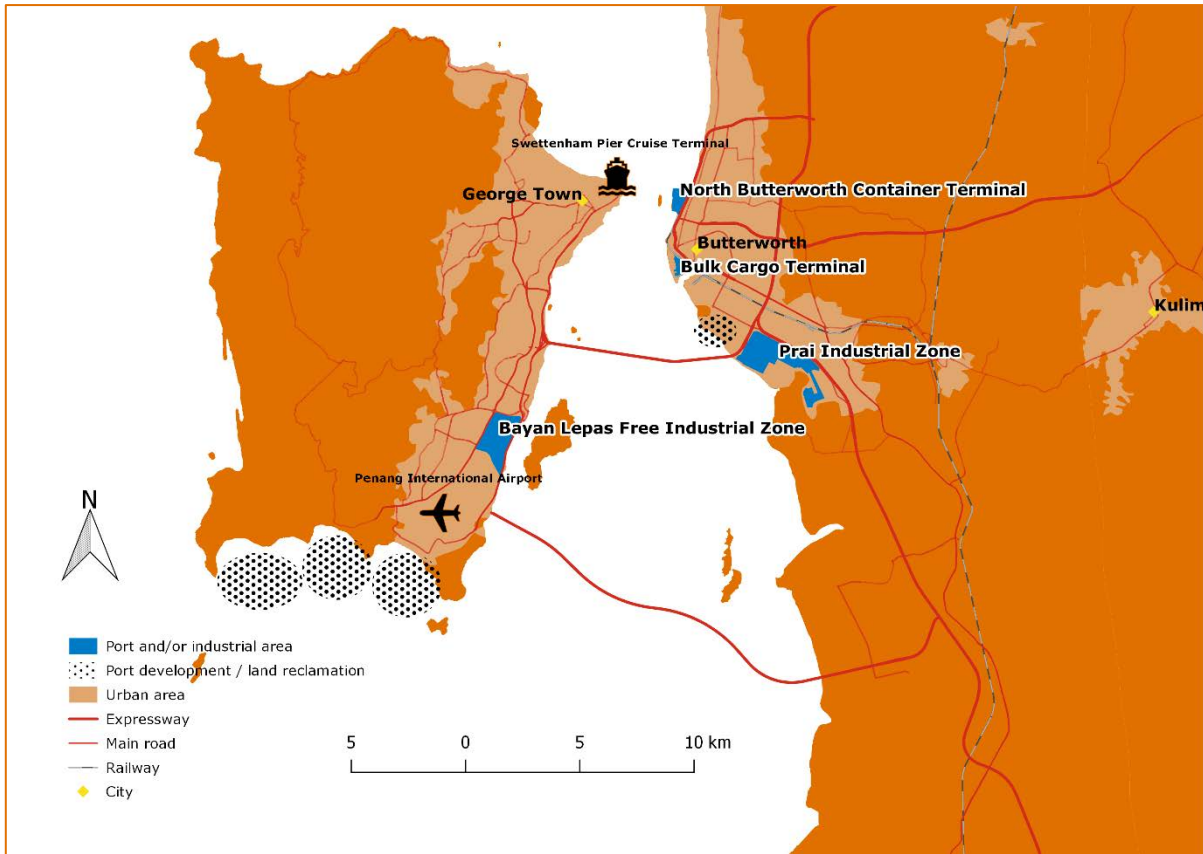 Swettenham Pier Cruise Terminal
George Town
North Butterworth Container Terminal
Butterworth
Bulk Cargo Terminal
Kulim
Prai Industrial Zone
Bayan Lepas Free Industrial Zone
Penang International Airport
N
Port and/or industrial area
Port development / land reclamation
Urban area
Expressway
Main road
Railway
City
5 0 5 10 km